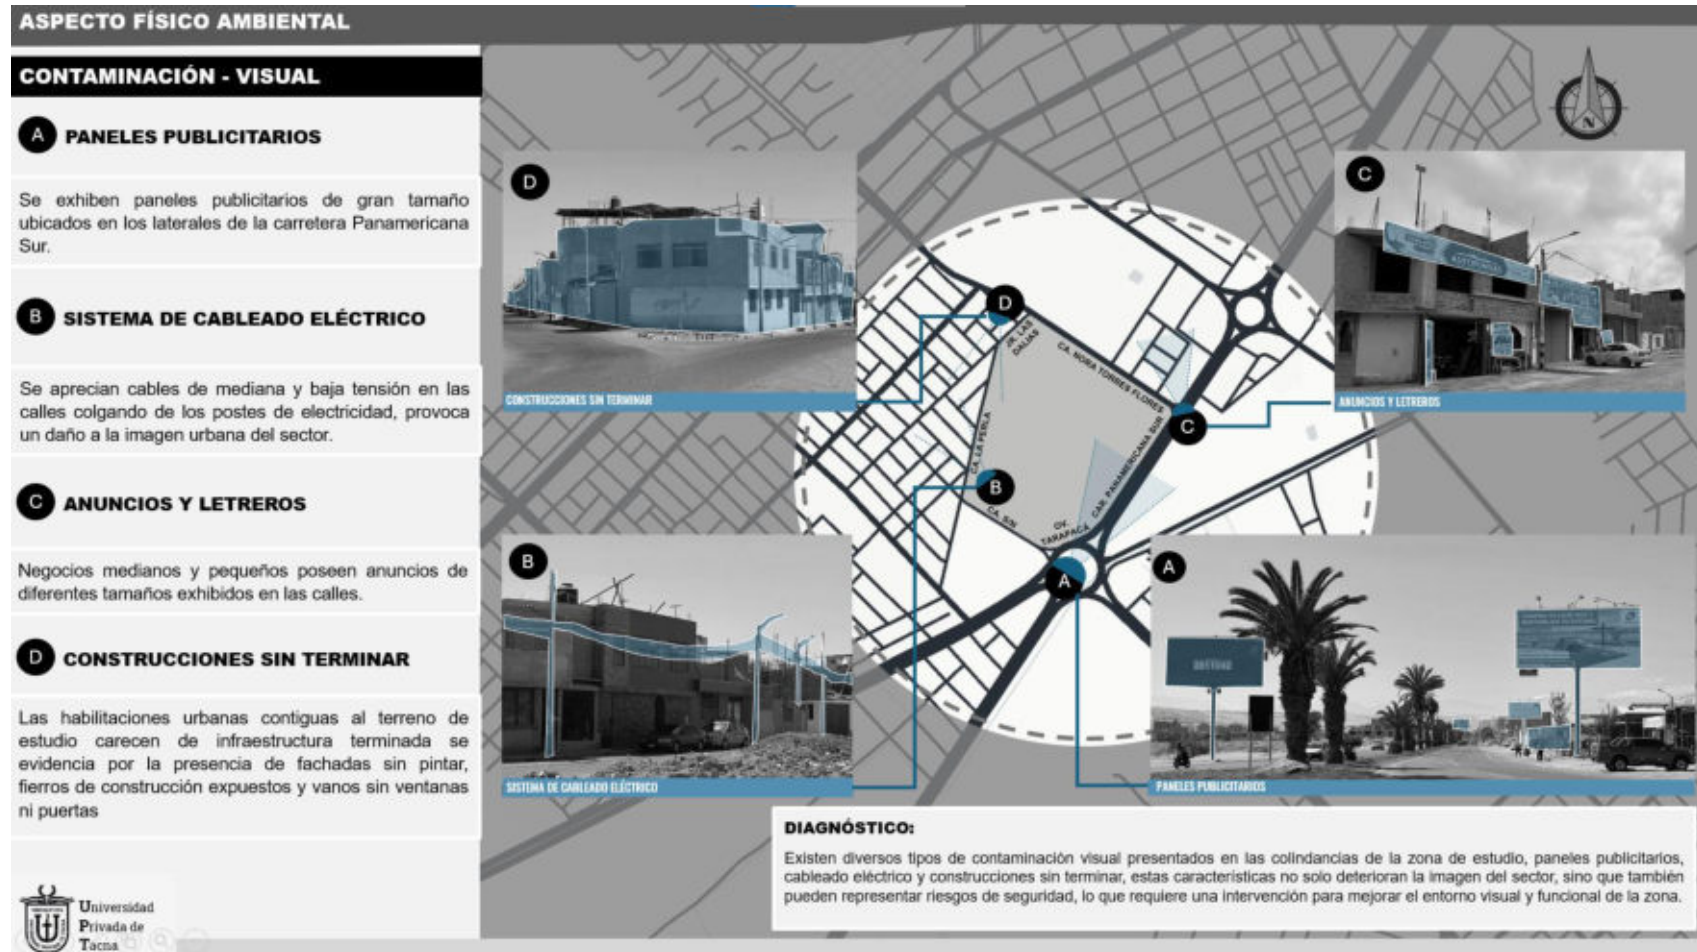 ASPECTO FÍSICO AMBIENTAL
CONTAMINACIÓN - VISUAL
A PANELES PUBLICITARIOS
Se exhiben paneles publicitarios de gran tamaño
ubicados en los laterales de la carretera Panamericana
Sur.
B SISTEMA DE CABLEADO ELÉCTRICO
Se aprecian cables de mediana y baja tensión en las
calles colgando de los postes de electricidad, provoca
un daño a la imagen urbana del sector.
C ANUNCIOS Y LETREROS
Negocios medianos y pequeños poseen anuncios de
diferentes tamaños exhibidos en las calles.
D CONSTRUCCIONES SIN TERMINAR
Las habilitaciones urbanas contiguas al terreno de
estudio carecen de infraestructura terminada se
evidencia por la presencia de fachadas sin pintar,
fierros de construcción expuestos y vanos sin ventanas
ni puertas
Universidad
Privada de
Tacna
D
CONSTRUCCIONES SIN TERMINAR
C
ANUNCIOS Y LETREROS
N
D
JR. LAS
DALIAS
CA. NORA TORRES FLORES
C
CA. LA PERLA
CAR. PANAMERICANA SUR
B
CA. S/N
OV.
TARAPACÁ
A
B
SISTEMA DE CABLEADO ELÉCTRICO
A
PANELES PUBLICITARIOS
DIAGNÓSTICO:
Existen diversos tipos de contaminación visual presentados en las colindancias de la zona de estudio, paneles publicitarios,
cableado eléctrico y construcciones sin terminar, estas características no solo deterioran la imagen del sector, sino que también
pueden representar riesgos de seguridad, lo que requiere una intervención para mejorar el entorno visual y funcional de la zona.